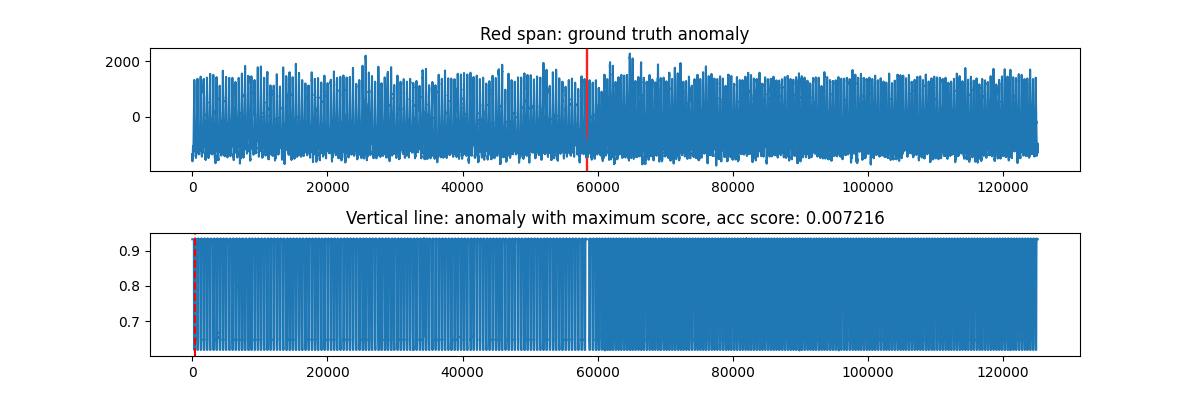 Red span: ground truth anomaly
2000
0
0 20000 40000 60000 80000 100000 120000
Vertical line: anomaly with maximum score, acc score: 0.007216
0.9
0.8
0.7
0 20000 40000 60000 80000 100000 120000